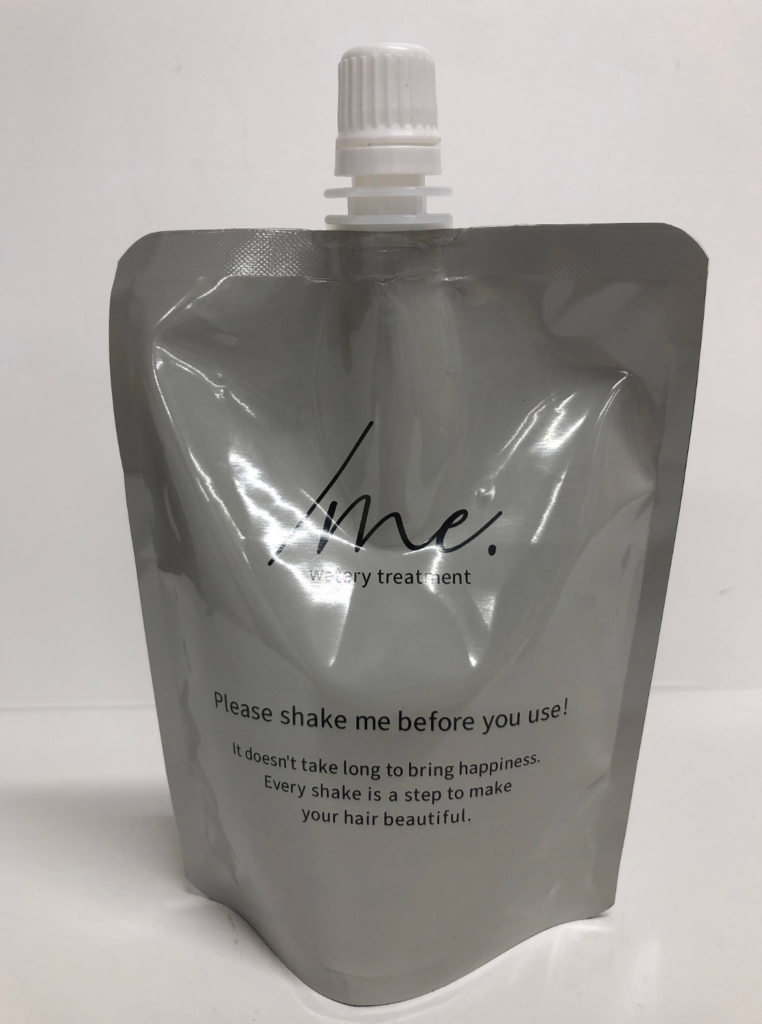 /me.
watery treatment
Please shake me before you use!
It doesn't take long to bring happiness.
Every shake is a step to make
your hair beautiful.